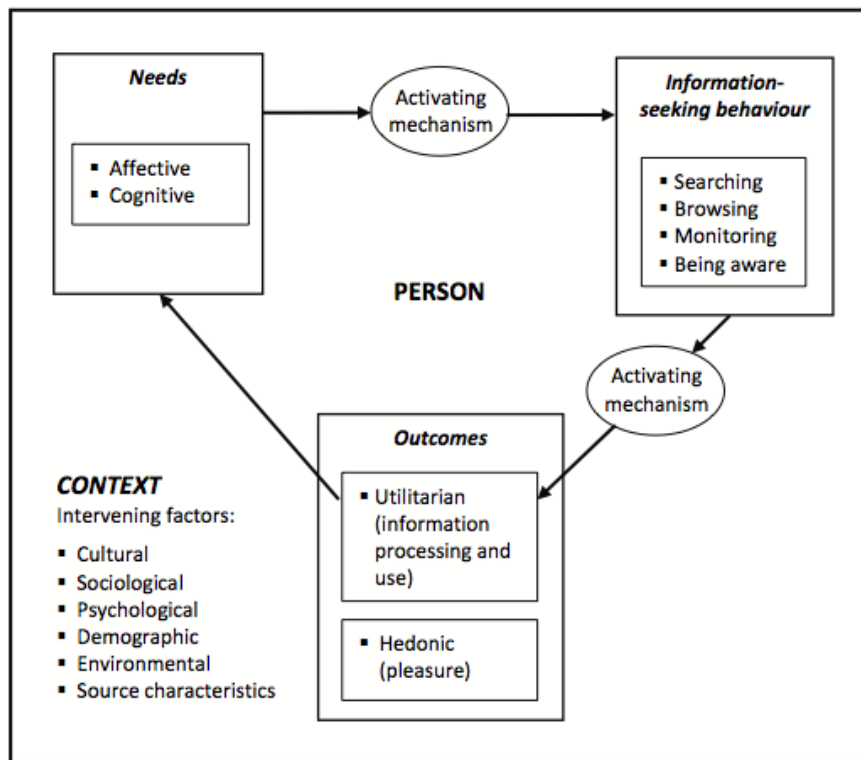 Needs
▪ Affective
▪ Cognitive
Activating
mechanism
Information-
seeking behaviour
▪ Searching
▪ Browsing
▪ Monitoring
▪ Being aware
PERSON
Activating
mechanism
Outcomes
▪ Utilitarian
(information
processing and
use)
▪ Hedonic
(pleasure)
CONTEXT
Intervening factors:
▪ Cultural
▪ Sociological
▪ Psychological
▪ Demographic
▪ Environmental
▪ Source characteristics